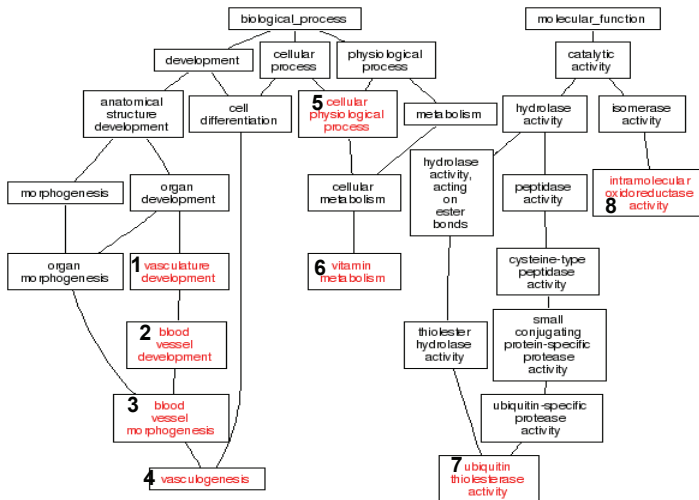 biological_process
molecular_function
development
cellular
process
physiological
process
catalytic
activity
anatomical
structure
development
cell
differentiation
5 cellular
physiological
process
metabolism
hydrolase
activity
isomerase
activity
morphogenesis
organ
development
cellular metabolism
hydrolase
activity,
acting
on
ester
bonds
peptidase
activity
intramolecular
oxidoreductase
8 activity
organ
morphogenesis
1 vasculature
development
6 vitamin
metabolism
cysteine-type
peptidase
activity
2 blood
vessel
development
thiolester
hydrolase
activity
small
conjugating
protein-specific
protease
activity
3 blood
vessel
morphogenesis
ubiquitin-specific
protease
activity
4 vasculogenesis
7 ubiquitin
thiolesterase
activity